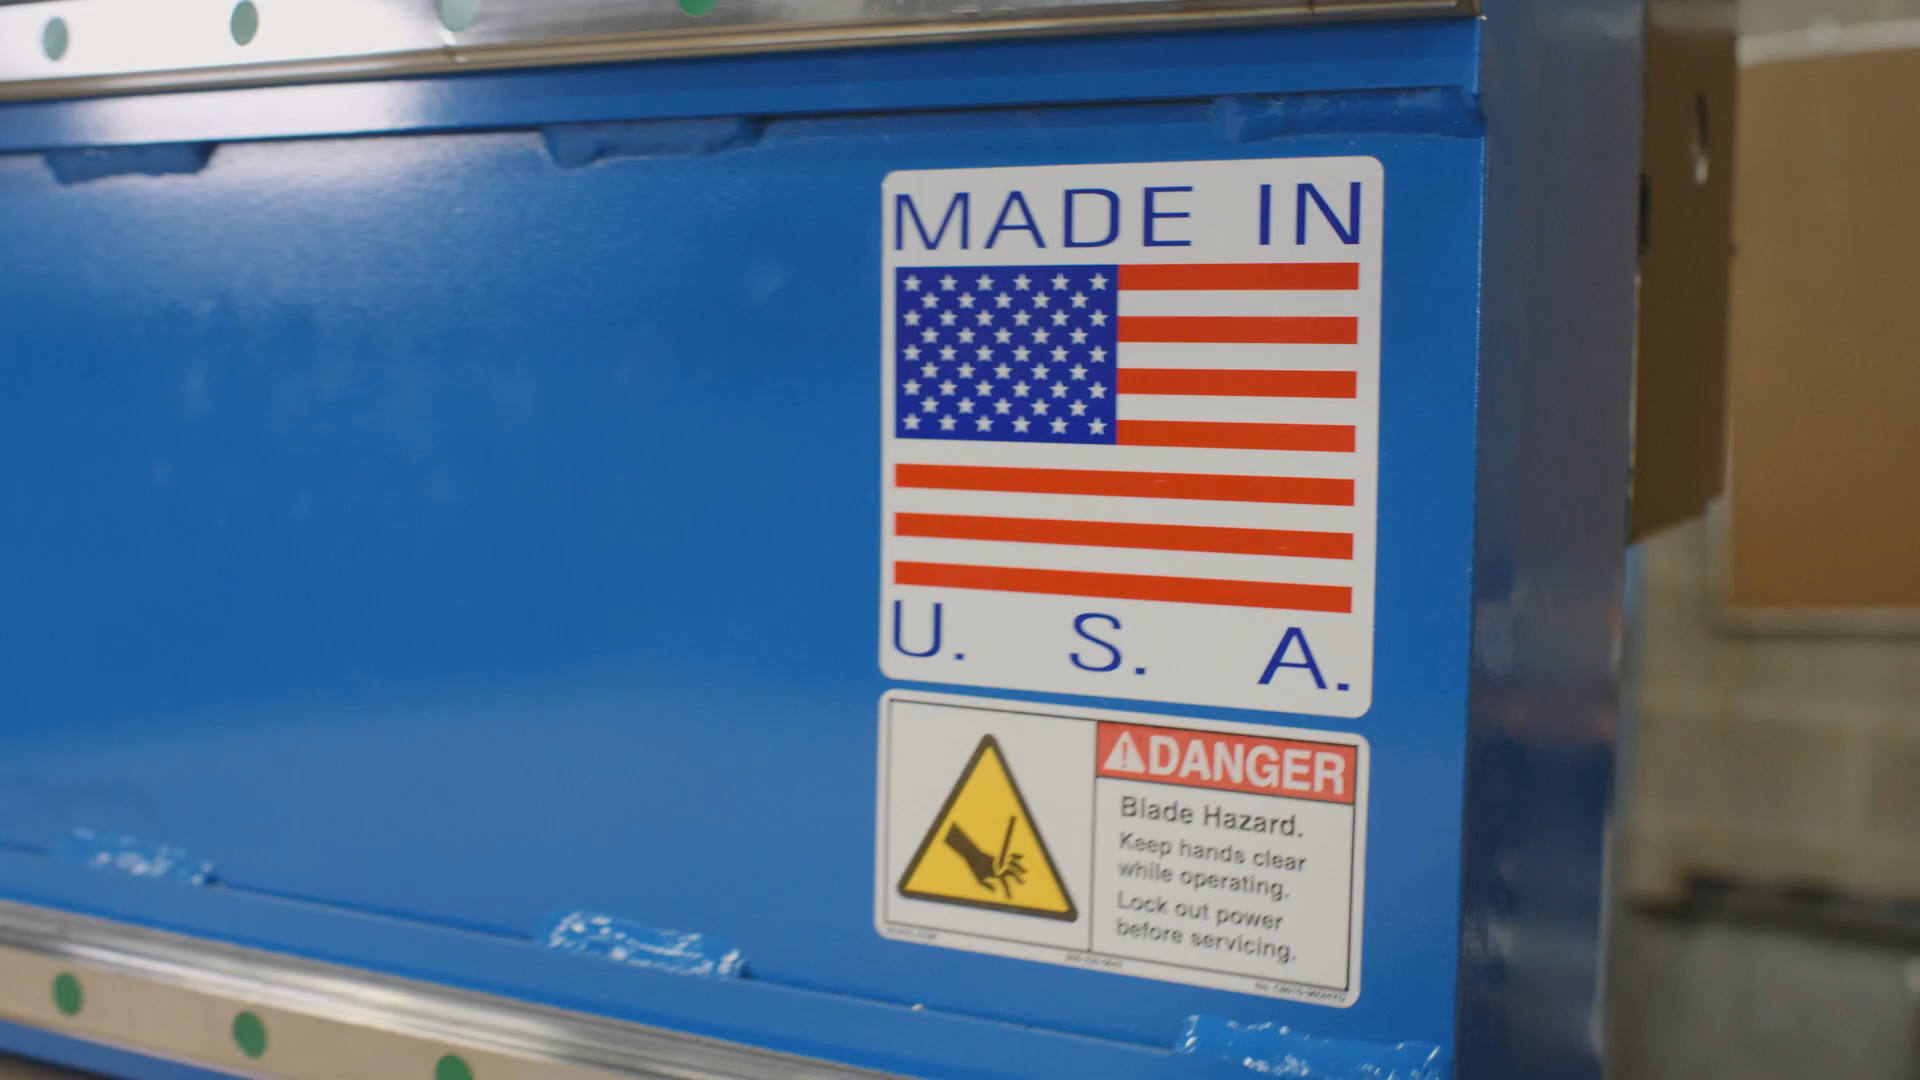 MADE IN
U. S. A.
DANGER
Blade Hazard.
Keep hands clear
while operating.
Lock out power
before servicing.